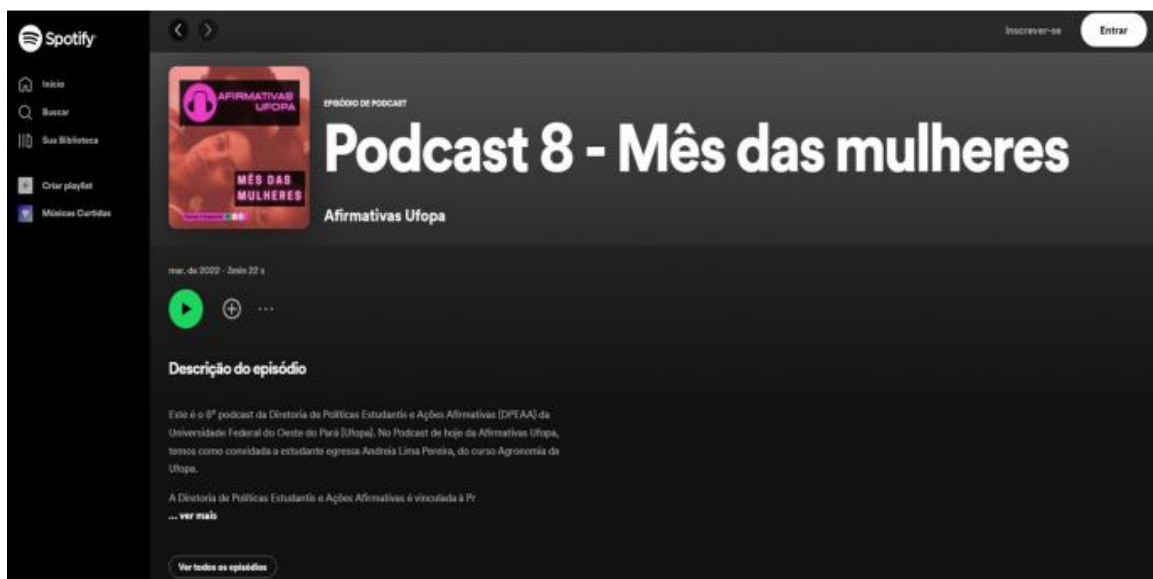 Spotify
Inscrever-se
Entrar
Início
Buscar
Sua Biblioteca
Criar playlist
Músicas Curtidas
AFIRMATIVAS
UFOPA
MÊS DAS
MULHERES
EPISÓDIO DE PODCAST
Podcast 8 - Mês das mulheres
Afirmativas Ufopa
mar. de 2022 · 3min 22 s
Descrição do episódio
Este é o 8º podcast da Diretoria de Políticas Estudantis e Ações Afirmativas (DPEAA) da
Universidade Federal do Oeste do Pará (Ufopa). No Podcast de hoje da Afirmativas Ufopa,
temos como convidada a estudante egressa Andreia Lima Pereira, do curso Agronomia da
Ufopa.
A Diretoria de Políticas Estudantis e Ações Afirmativas é vinculada à Pr
... ver mais
Ver todos os episódios